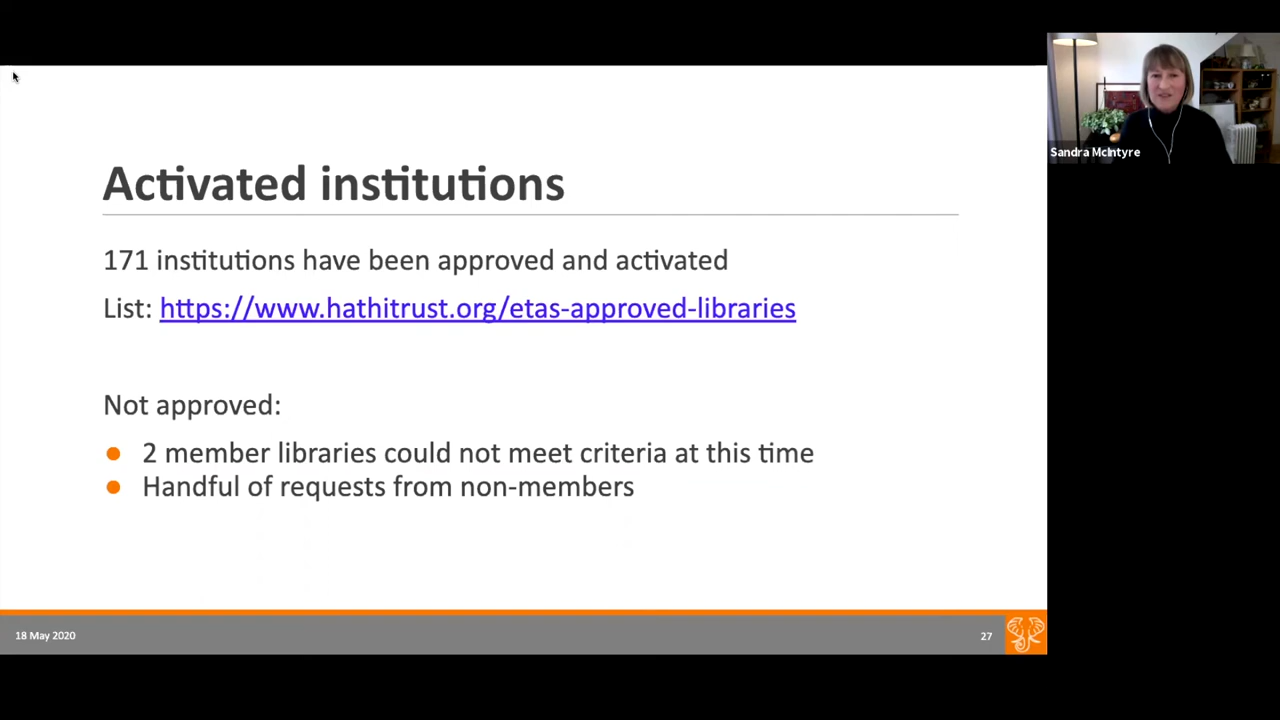 Activated institutions
171 institutions have been approved and activated
List: https://www.hathitrust.org/etas-approved-libraries
Not approved:
2 member libraries could not meet criteria at this time
Handful of requests from non-members
18 May 2020
27
Sandra McIntyre